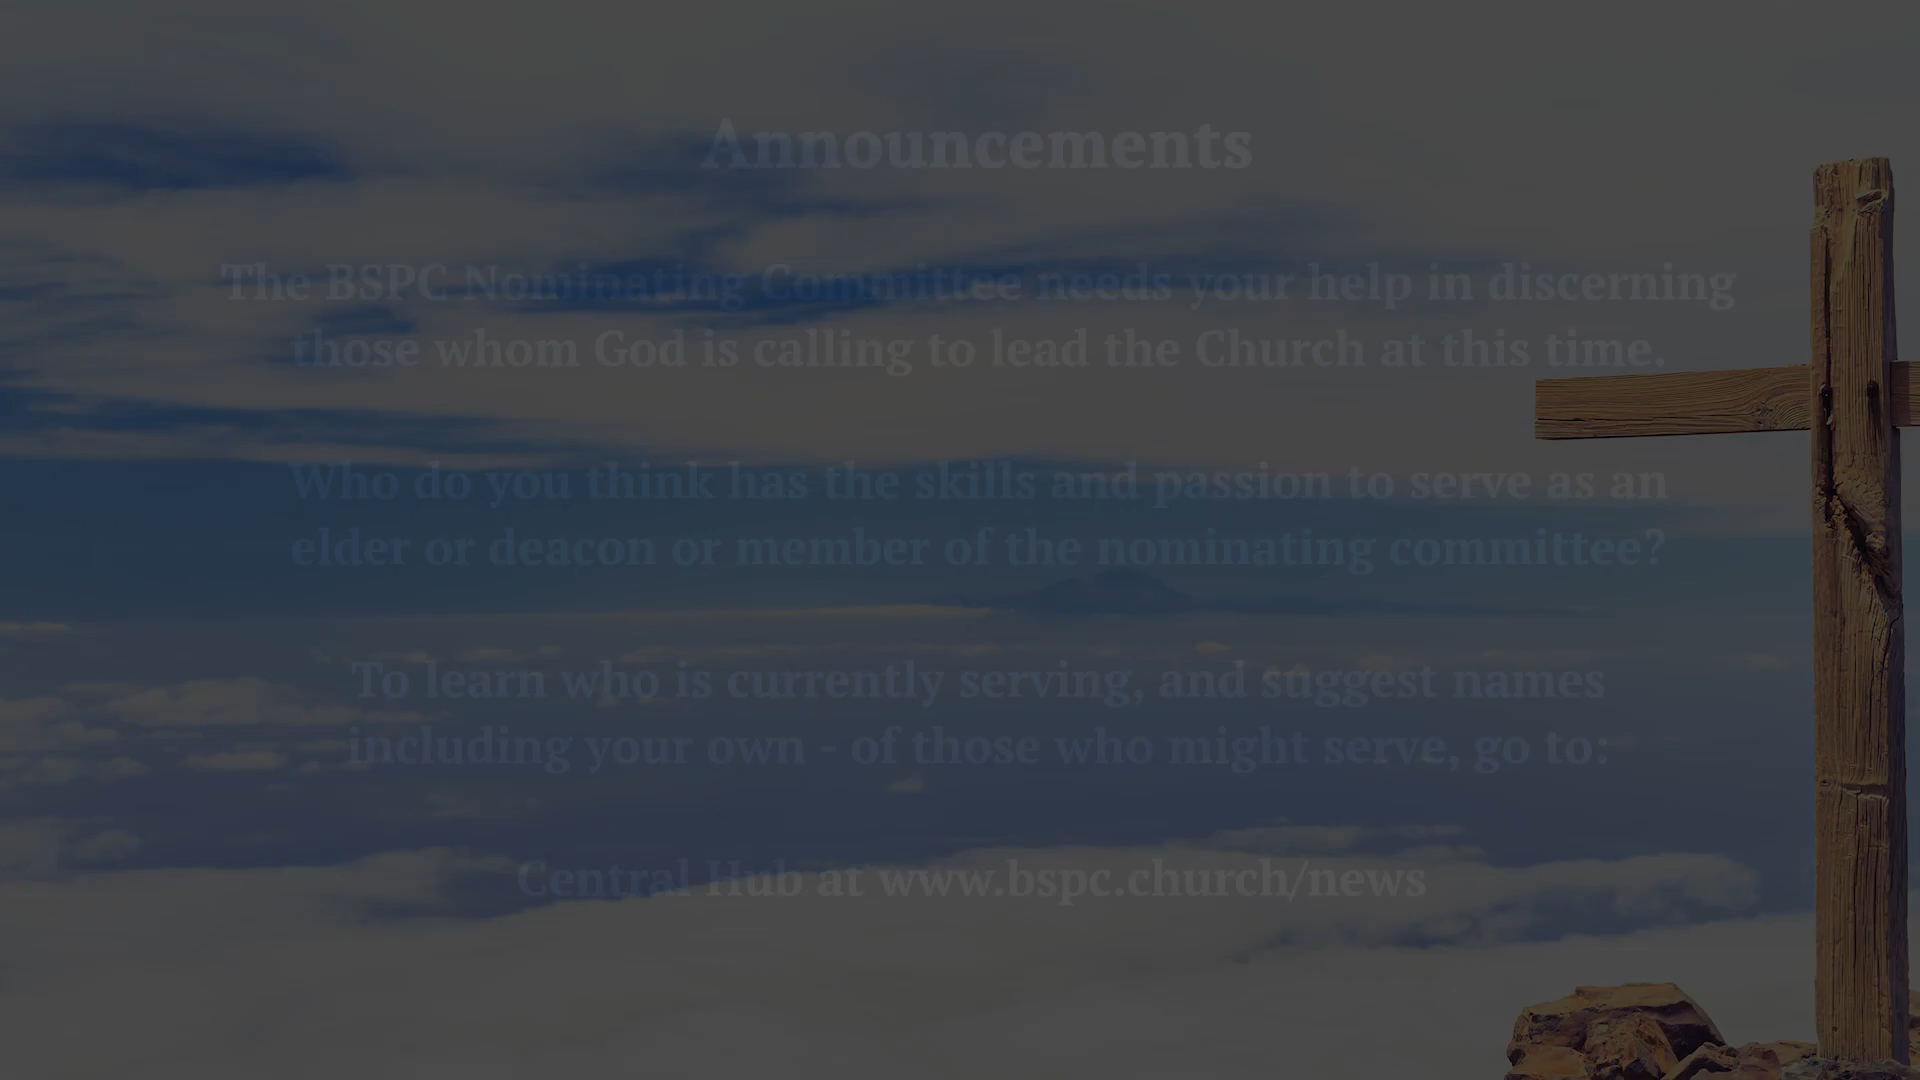 Announcements
The BSPC Nominating Committee needs your help in discerning
those whom God is calling to lead the Church at this time.
Who do you think has the skills and passion to serve as an
elder or deacon or member of the nominating committee?
To learn who is currently serving, and suggest names
including your own - of those who might serve, go to:
Central Hub at www.bspc.church/news